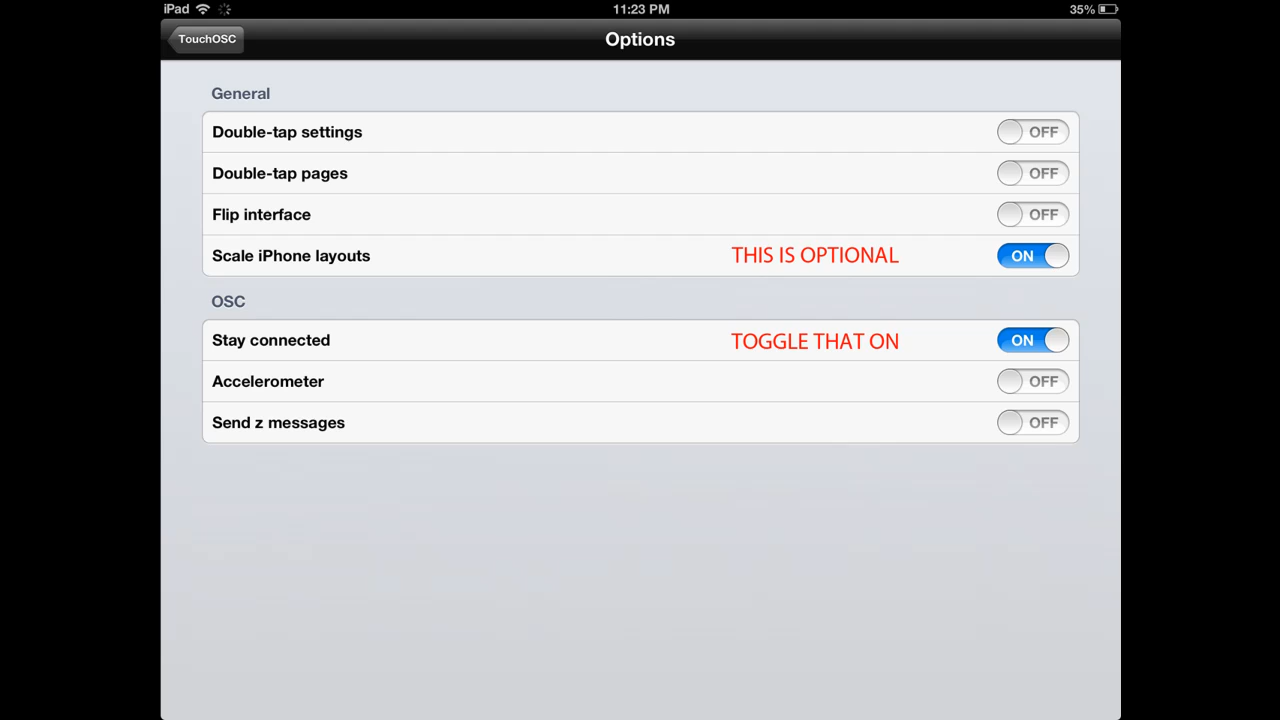 iPad 11:23 PM 35%
TouchOSC Options
General
Double-tap settings OFF
Double-tap pages OFF
Flip interface OFF
Scale iPhone layouts THIS IS OPTIONAL ON
OSC
Stay connected TOGGLE THAT ON ON
Accelerometer OFF
Send z messages OFF